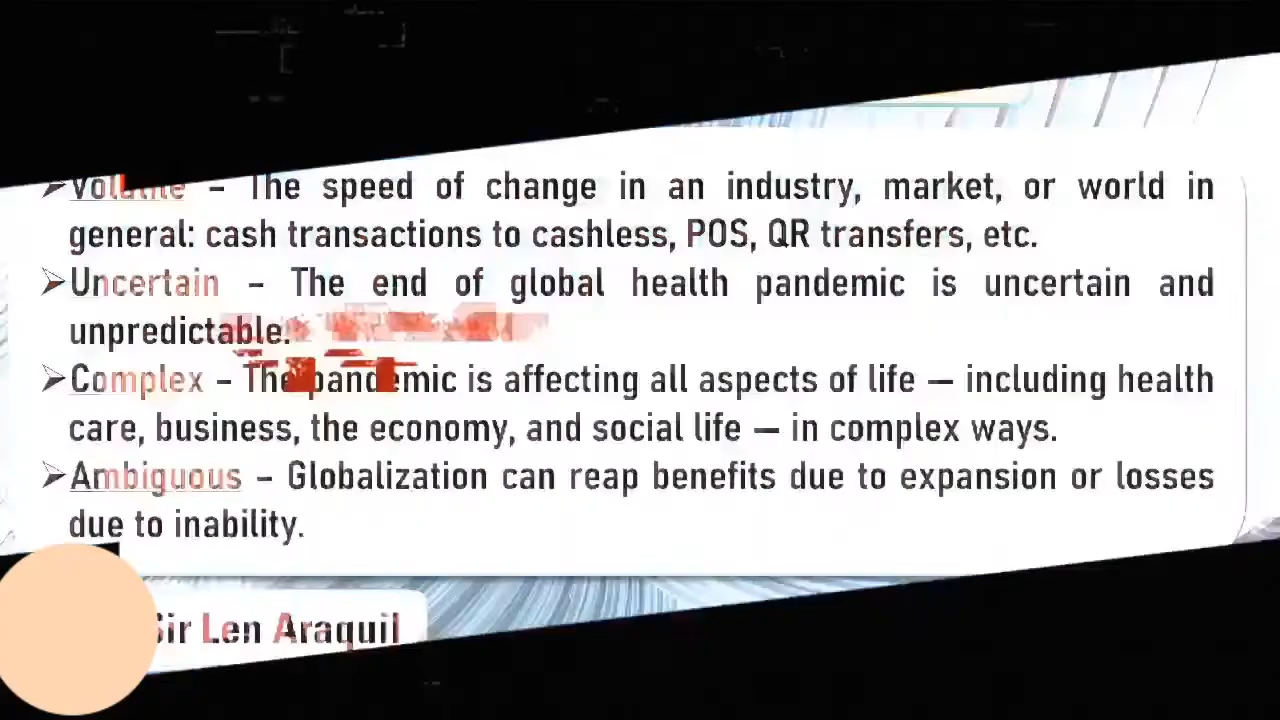 ➢Volatile – The speed of change in an industry, market, or world in
general: cash transactions to cashless, POS, QR transfers, etc.
➢Uncertain – The end of global health pandemic is uncertain and
unpredictable.
➢Complex – The pandemic is affecting all aspects of life — including health
care, business, the economy, and social life — in complex ways.
➢Ambiguous – Globalization can reap benefits due to expansion or losses
due to inability.
Sir Len Araquil